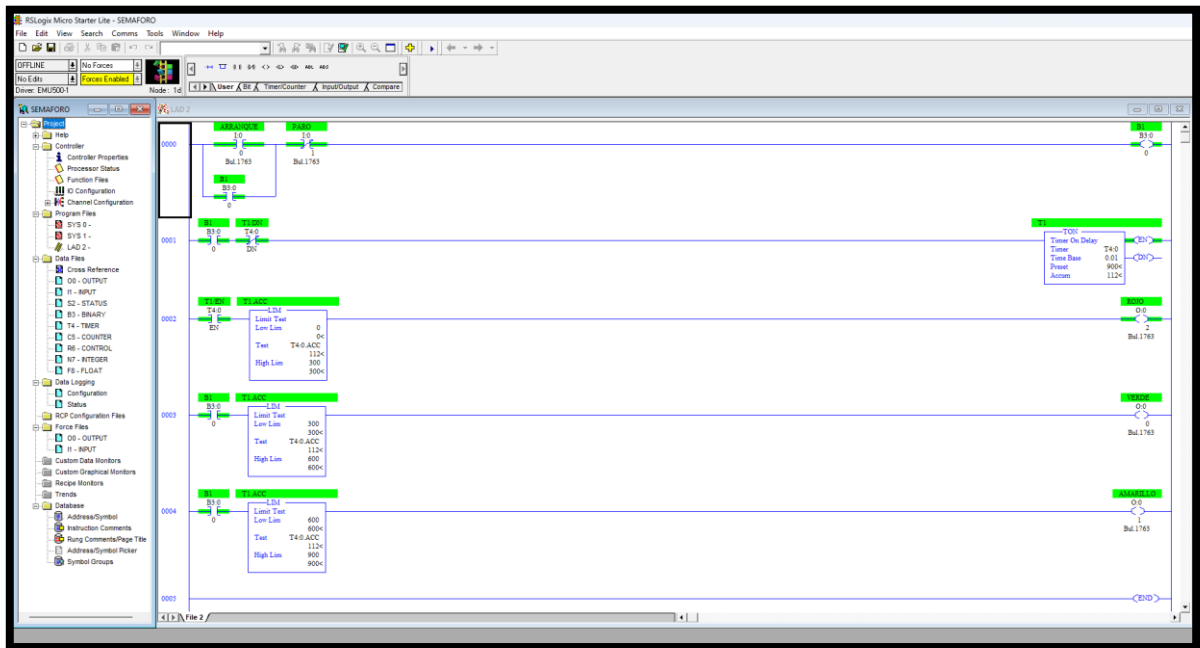 RSLogix Micro Starter Lite - SEMAFORO
File Edit View Search Comms Tools Window Help
OFFLINE No Forces
No Edits Forces Enabled
Driver: EMU500-1 Node: 1d
User Bit Timer/Counter Input/Output Compare
SEMAFORO
Project
Help
Controller
Controller Properties
Processor Status
Function Files
IO Configuration
Channel Configuration
Program Files
SYS 0 -
SYS 1 -
LAD 2 -
Data Files
Cross Reference
O0 - OUTPUT
I1 - INPUT
S2 - STATUS
B3 - BINARY
T4 - TIMER
C5 - COUNTER
R6 - CONTROL
N7 - INTEGER
F8 - FLOAT
Data Logging
Configuration
Status
RCP Configuration Files
Force Files
O0 - OUTPUT
I1 - INPUT
Custom Data Monitors
Custom Graphical Monitors
Recipe Monitors
Trends
Database
Address/Symbol
Instruction Comments
Rung Comments/Page Title
Address/Symbol Picker
Symbol Groups
LAD 2
ARRANQUE PARO B1
I:0 I:0 B3:0
0000
0 1 0
Bul.1763 Bul.1763
B1
B3:0
0
B1 T1/DN T1
B3:0 T4:0 TON
0001 Timer On Delay EN
0 DN Timer T4:0
Time Base 0.01 DN
Preset 900<
Accum 112<
T1/EN T1.ACC ROJO
T4:0 LIM O:0
0002 Limit Test
EN Low Lim 0 2
0< Bul.1763
Test T4:0.ACC
112<
High Lim 300
300<
B1 T1.ACC VERDE
B3:0 LIM O:0
0003 Limit Test
0 Low Lim 300 0
300< Bul.1763
Test T4:0.ACC
112<
High Lim 600
600<
B1 T1.ACC AMARILLO
B3:0 LIM O:0
0004 Limit Test
0 Low Lim 600 1
600< Bul.1763
Test T4:0.ACC
112<
High Lim 900
900<
0005 END
File 2